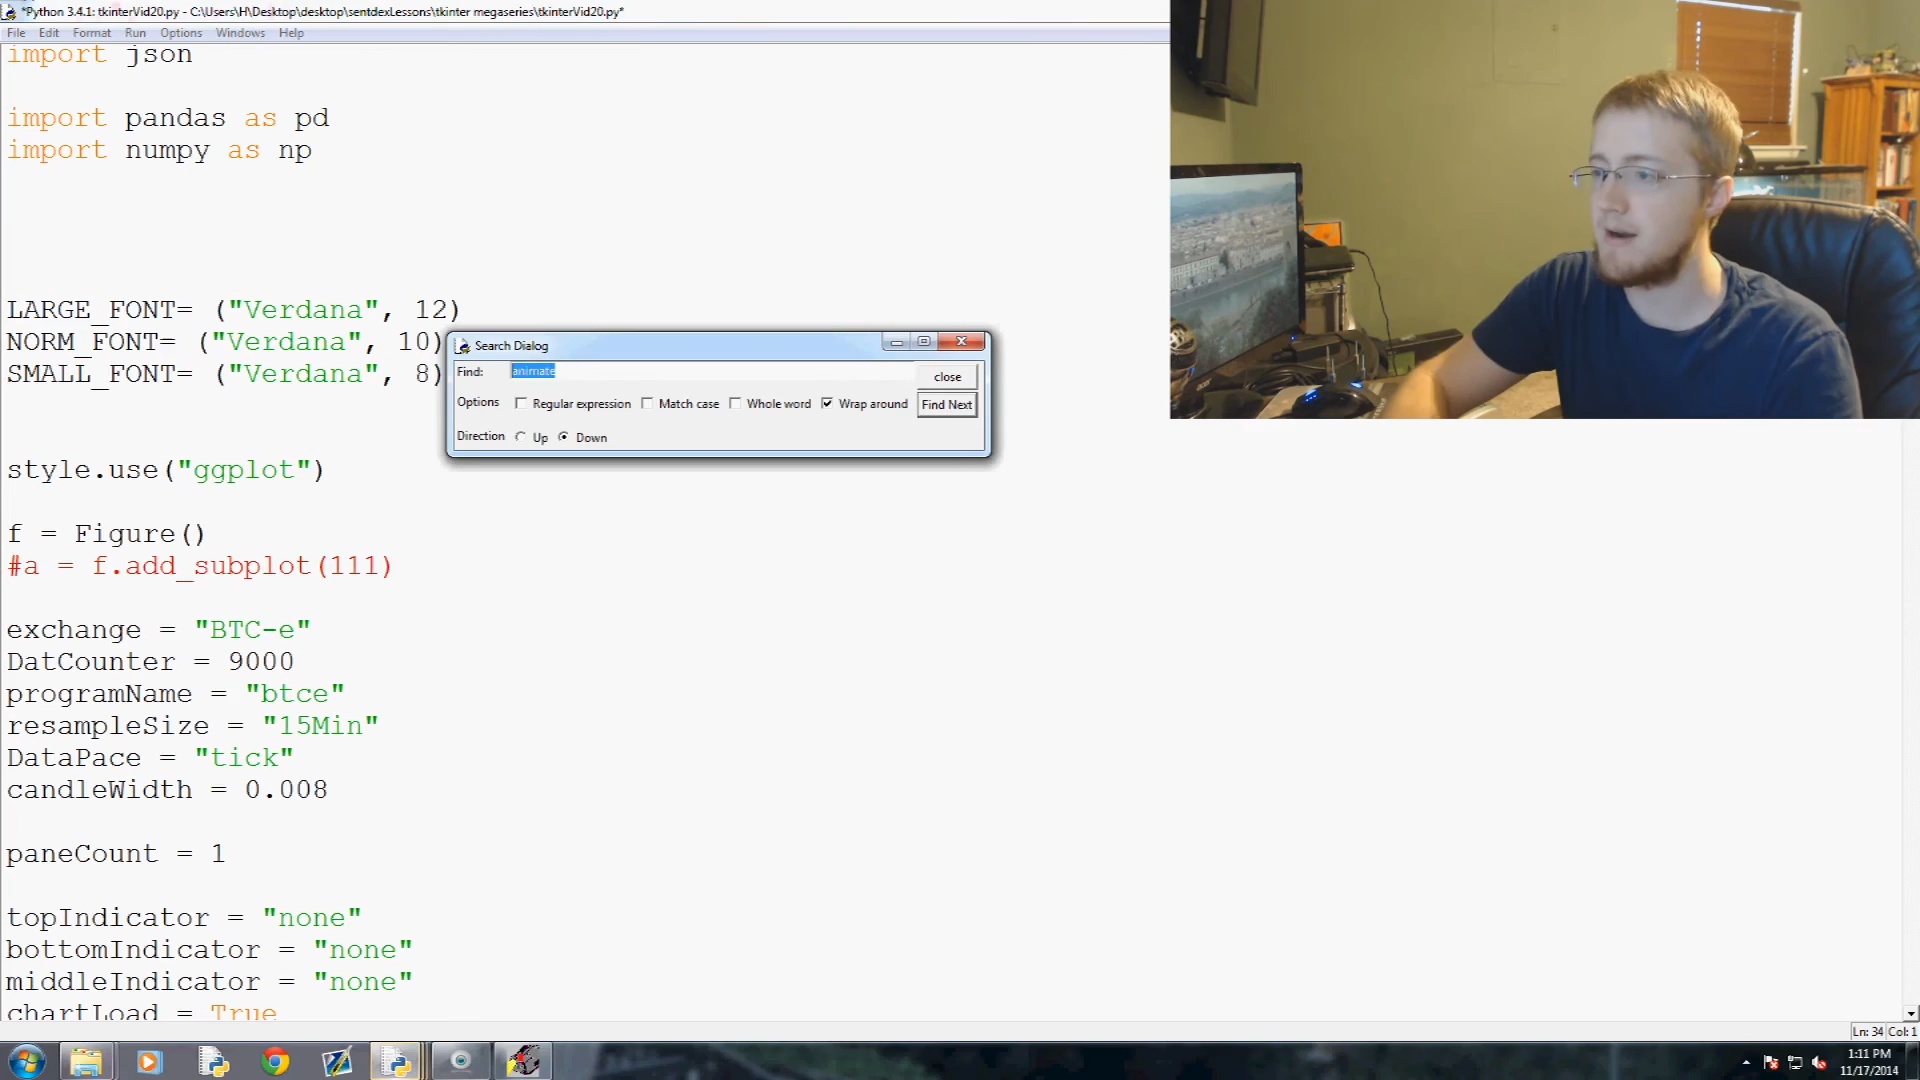 *Python 3.4.1: tkinterVid20.py - C:\Users\H\Desktop\desktop\sentdexLessons\tkinter megaseries\tkinterVid20.py*
File Edit Format Run Options Windows Help
import json
import pandas as pd
import numpy as np
LARGE_FONT= ("Verdana", 12)
NORM_FONT= ("Verdana", 10)
SMALL_FONT= ("Verdana", 8)
Search Dialog
Find: animate
close
Options Regular expression Match case Whole word Wrap around Find Next
Direction Up Down
style.use("ggplot")
f = Figure()
#a = f.add_subplot(111)
exchange = "BTC-e"
DatCounter = 9000
programName = "btce"
resampleSize = "15Min"
DataPace = "tick"
candleWidth = 0.008
paneCount = 1
topIndicator = "none"
bottomIndicator = "none"
middleIndicator = "none"
chartLoad = True
Ln: 34 Col: 1
1:11 PM
11/17/2014